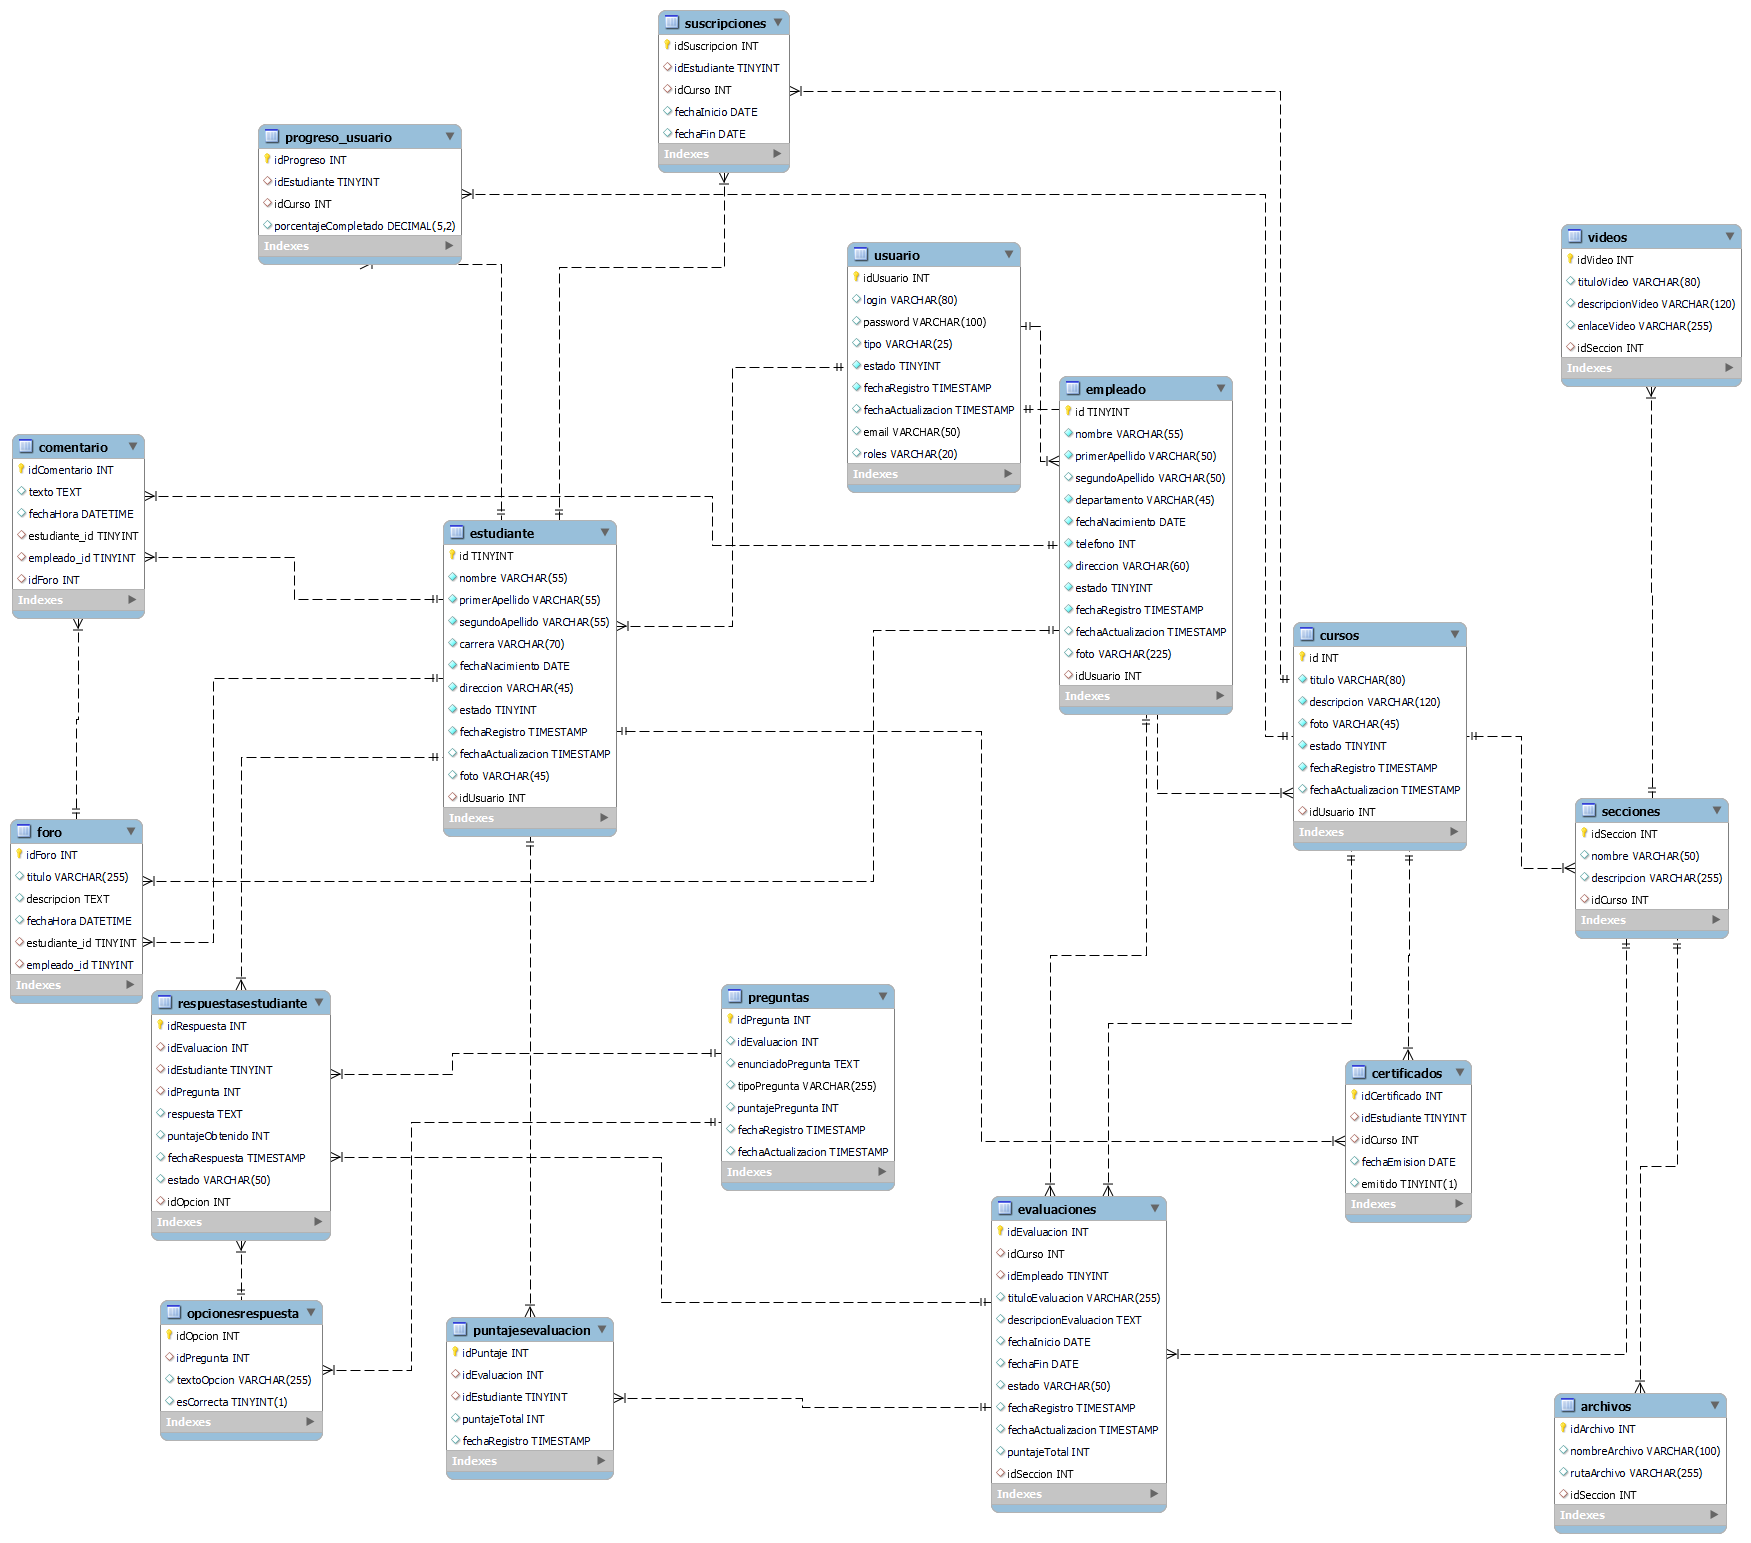 suscripciones
idSuscripcion INT
idEstudiante TINYINT
idCurso INT
fechaInicio DATE
fechaFin DATE
Indexes
progreso_usuario
idProgreso INT
idEstudiante TINYINT
idCurso INT
porcentajeCompletado DECIMAL(5,2)
Indexes
usuario
idUsuario INT
login VARCHAR(80)
password VARCHAR(100)
tipo VARCHAR(25)
estado TINYINT
fechaRegistro TIMESTAMP
fechaActualizacion TIMESTAMP
email VARCHAR(50)
roles VARCHAR(20)
Indexes
videos
idVideo INT
tituloVideo VARCHAR(80)
descripcionVideo VARCHAR(120)
enlaceVideo VARCHAR(255)
idSeccion INT
Indexes
empleado
id TINYINT
nombre VARCHAR(55)
primerApellido VARCHAR(50)
segundoApellido VARCHAR(50)
departamento VARCHAR(45)
fechaNacimiento DATE
telefono INT
direccion VARCHAR(60)
estado TINYINT
fechaRegistro TIMESTAMP
fechaActualizacion TIMESTAMP
foto VARCHAR(225)
idUsuario INT
Indexes
comentario
idComentario INT
texto TEXT
fechaHora DATETIME
estudiante_id TINYINT
empleado_id TINYINT
idForo INT
Indexes
estudiante
id TINYINT
nombre VARCHAR(55)
primerApellido VARCHAR(55)
segundoApellido VARCHAR(55)
carrera VARCHAR(70)
fechaNacimiento DATE
direccion VARCHAR(45)
estado TINYINT
fechaRegistro TIMESTAMP
fechaActualizacion TIMESTAMP
foto VARCHAR(45)
idUsuario INT
Indexes
cursos
id INT
titulo VARCHAR(80)
descripcion VARCHAR(120)
foto VARCHAR(45)
estado TINYINT
fechaRegistro TIMESTAMP
fechaActualizacion TIMESTAMP
idUsuario INT
Indexes
secciones
idSeccion INT
nombre VARCHAR(50)
descripcion VARCHAR(255)
idCurso INT
Indexes
foro
idForo INT
titulo VARCHAR(255)
descripcion TEXT
fechaHora DATETIME
estudiante_id TINYINT
empleado_id TINYINT
Indexes
respuestasestudiante
idRespuesta INT
idEvaluacion INT
idEstudiante TINYINT
idPregunta INT
respuesta TEXT
puntajeObtenido INT
fechaRespuesta TIMESTAMP
estado VARCHAR(50)
idOpcion INT
Indexes
preguntas
idPregunta INT
idEvaluacion INT
enunciadoPregunta TEXT
tipoPregunta VARCHAR(255)
puntajePregunta INT
fechaRegistro TIMESTAMP
fechaActualizacion TIMESTAMP
Indexes
certificados
idCertificado INT
idEstudiante TINYINT
idCurso INT
fechaEmision DATE
emitido TINYINT(1)
Indexes
evaluaciones
idEvaluacion INT
idCurso INT
idEmpleado TINYINT
tituloEvaluacion VARCHAR(255)
descripcionEvaluacion TEXT
fechaInicio DATE
fechaFin DATE
estado VARCHAR(50)
fechaRegistro TIMESTAMP
fechaActualizacion TIMESTAMP
puntajeTotal INT
idSeccion INT
Indexes
opcionesrespuesta
idOpcion INT
idPregunta INT
textoOpcion VARCHAR(255)
esCorrecta TINYINT(1)
Indexes
puntajesevaluacion
idPuntaje INT
idEvaluacion INT
idEstudiante TINYINT
puntajeTotal INT
fechaRegistro TIMESTAMP
Indexes
archivos
idArchivo INT
nombreArchivo VARCHAR(100)
rutaArchivo VARCHAR(255)
idSeccion INT
Indexes